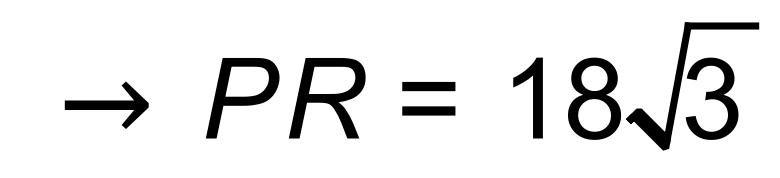 → PR = 18√3